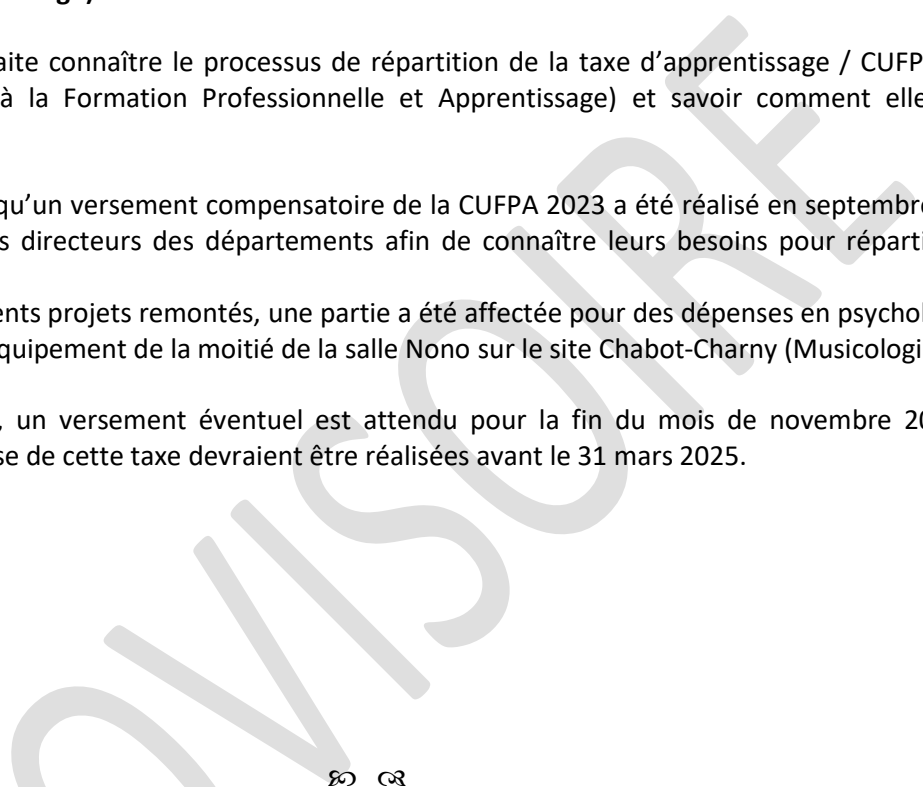 aite connaître le processus de répartition de la taxe d’apprentissage / CUFP
à la Formation Professionnelle et Apprentissage) et savoir comment elle
qu’un versement compensatoire de la CUFPA 2023 a été réalisé en septembre
s directeurs des départements afin de connaître leurs besoins pour réparti
ents projets remontés, une partie a été affectée pour des dépenses en psychol
quipement de la moitié de la salle Nono sur le site Chabot-Charny (Musicologi
, un versement éventuel est attendu pour la fin du mois de novembre 20
se de cette taxe devraient être réalisées avant le 31 mars 2025.
OVISOIRE